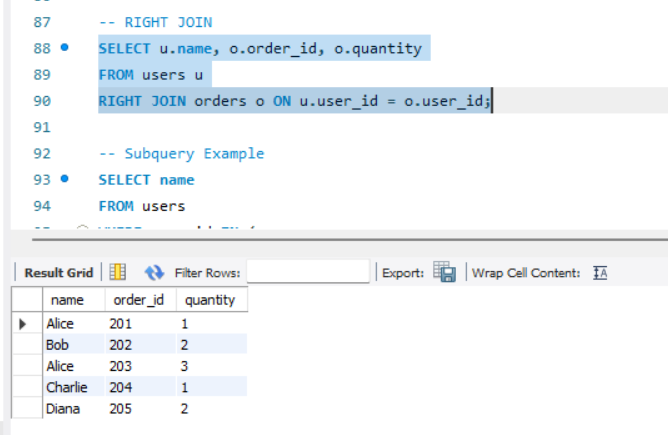 87 -- RIGHT JOIN
88 SELECT u.name, o.order_id, o.quantity
89 FROM users u
90 RIGHT JOIN orders o ON u.user_id = o.user_id;
91
92 -- Subquery Example
93 SELECT name
94 FROM users
Result Grid Filter Rows: Export: Wrap Cell Content: IA
name order_id quantity
Alice 201 1
Bob 202 2
Alice 203 3
Charlie 204 1
Diana 205 2